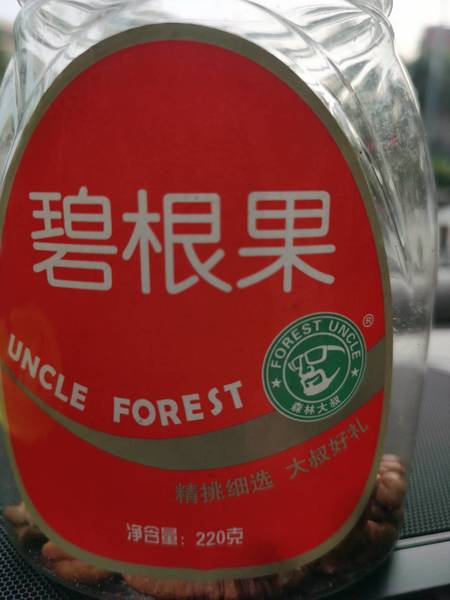 碧根果
UNCLE FOREST
FOREST UNCLE
®
森林大叔
精挑细选 大叔好礼
净含量：220克